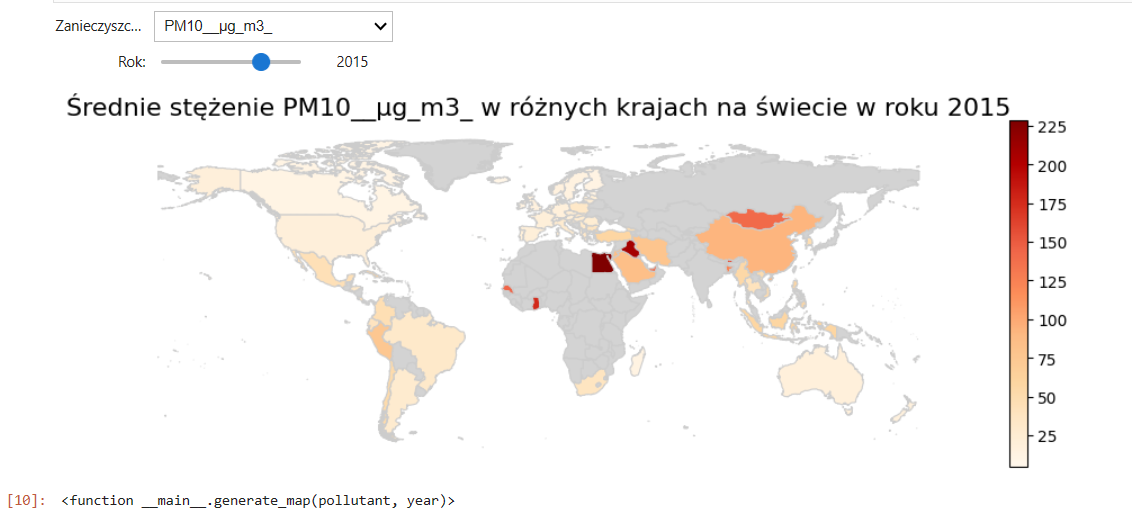 Zanieczyszc... PM10__µg_m3_
Rok: 2015
Średnie stężenie PM10__µg_m3_ w różnych krajach na świecie w roku 2015
225
200
175
150
125
100
75
50
25
[10]: <function __main__.generate_map(pollutant, year)>